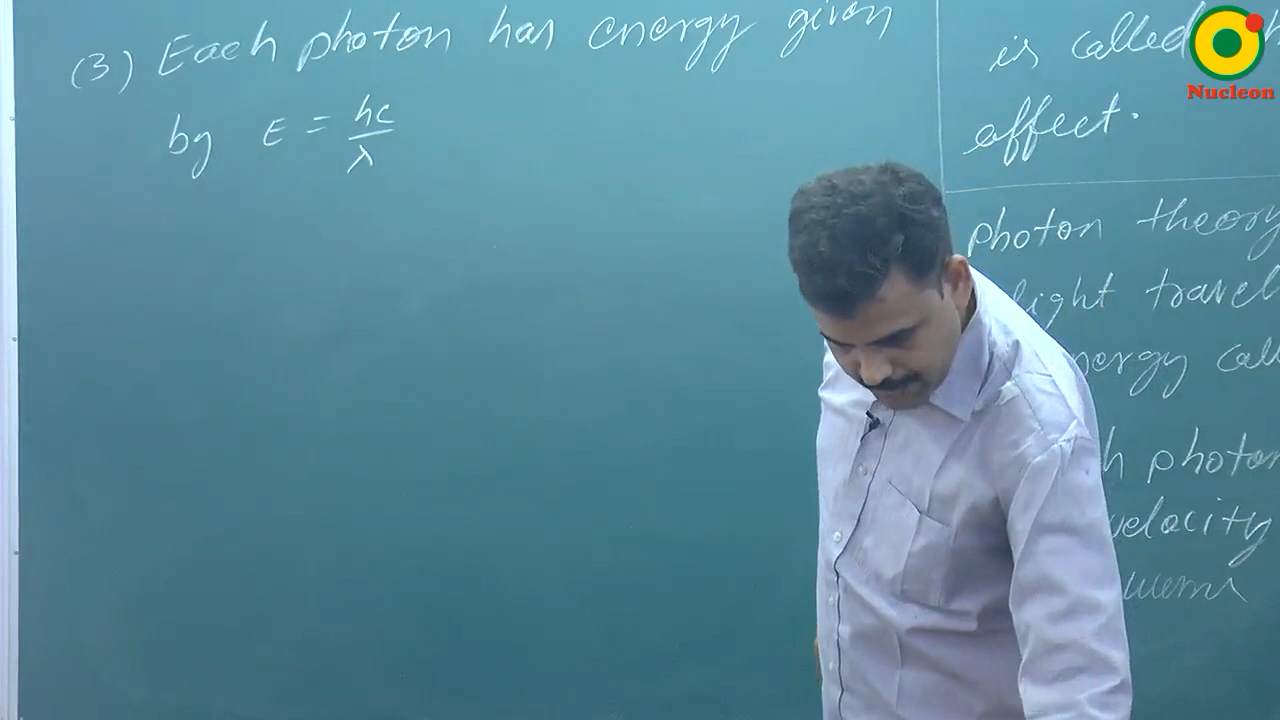 (3) Each photon has energy given
by E = hc/λ
is called
effect.
photon theory
light travel
energy call
photon
velocity
Nucleon